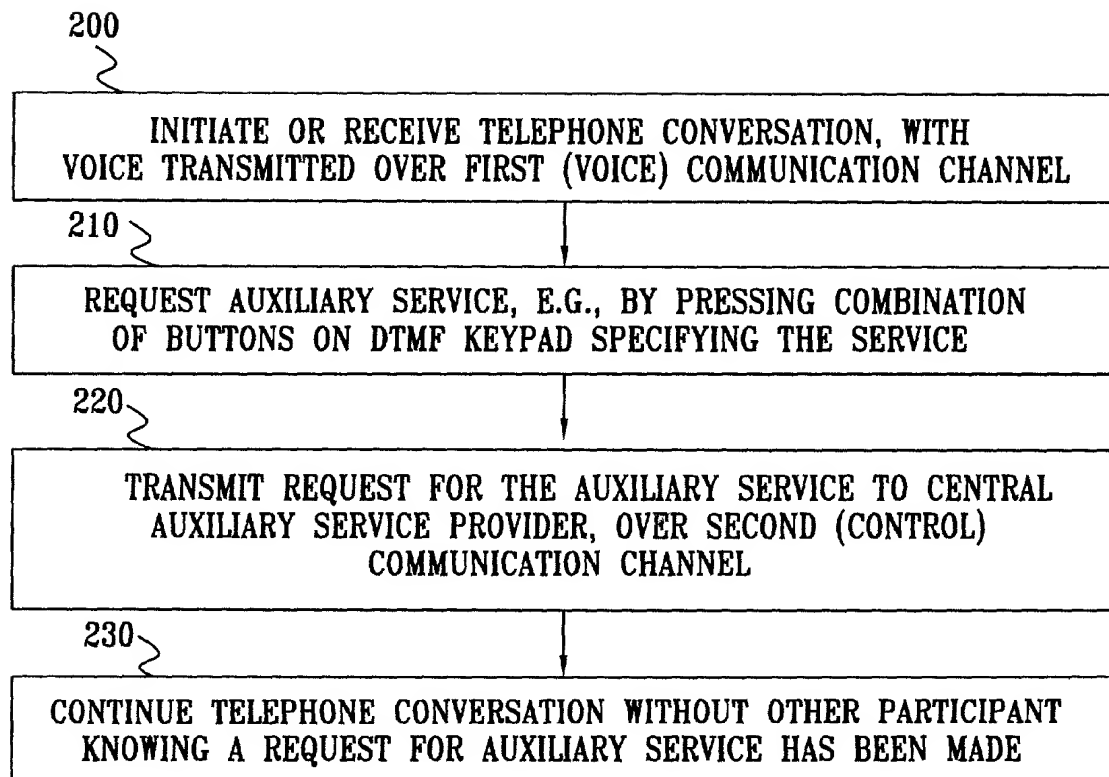 200
INITIATE OR RECEIVE TELEPHONE CONVERSATION, WITH
VOICE TRANSMITTED OVER FIRST (VOICE) COMMUNICATION CHANNEL
210
REQUEST AUXILIARY SERVICE, E.G., BY PRESSING COMBINATION
OF BUTTONS ON DTMF KEYPAD SPECIFYING THE SERVICE
220
TRANSMIT REQUEST FOR THE AUXILIARY SERVICE TO CENTRAL
AUXILIARY SERVICE PROVIDER, OVER SECOND (CONTROL)
COMMUNICATION CHANNEL
230
CONTINUE TELEPHONE CONVERSATION WITHOUT OTHER PARTICIPANT
KNOWING A REQUEST FOR AUXILIARY SERVICE HAS BEEN MADE